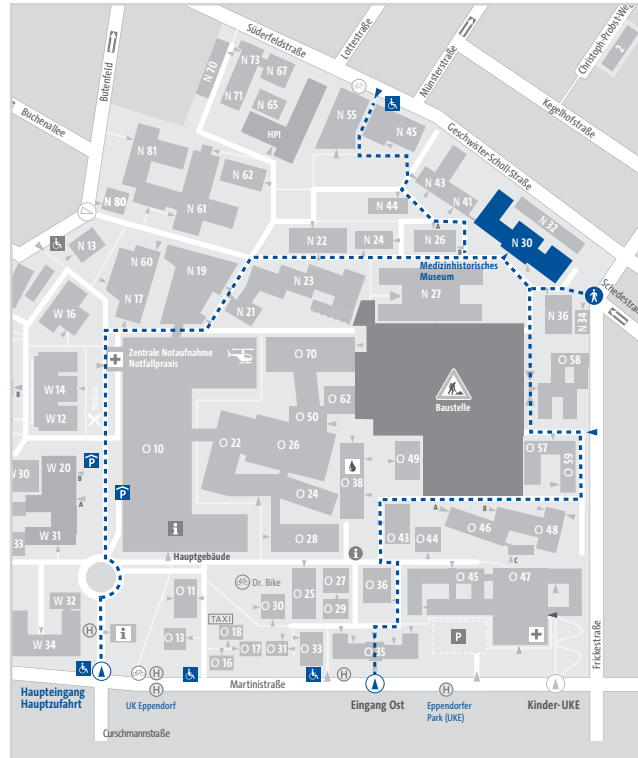 Süderfeldstraße
Lottestraße
Münsterstraße
Christoph-Probst-Weg
Kegelhofstraße
Geschwister-Scholl-Straße
Butenfeld
Buchenallee
2
N 70
N 73
N 67
N 71
N 65
HPI
N 55
N 45
N 81
N 62
N 80
N 61
N 43
N 41
N 44
N 32
N 30
N 13
N 22
N 24
N 26
A
B
Medizinhistorisches
Museum
N 60
N 19
N 17
N 23
N 21
N 27
N 36
N 34
Schedestr.
W 16
Zentrale Notaufnahme
Notfallpraxis
O 70
O 58
W 14
B
W 12
Imbiss
O 62
O 50
Baustelle
O 10
O 22
O 26
O 24
O 38
O 49
O 57
O 59
W 20
B
A
W 30
P
P
W 31
33
i
O 28
O 43
O 44
A
O 46
B
O 48
C
Hauptgebäude
i
Dr. Bike
O 11
O 25
O 27
O 29
O 36
O 45
O 47
W 32
W 34
H
i
O 13
O 30
TAXI
O 18
O 17
O 16
O 31
O 33
O 35
P
Frickestraße
Haupteingang
Hauptzufahrt
H
H
UK Eppendorf
Martinistraße
H
Eingang Ost
H
Eppendorfer
Park (UKE)
Kinder-UKE
Curschmannstraße